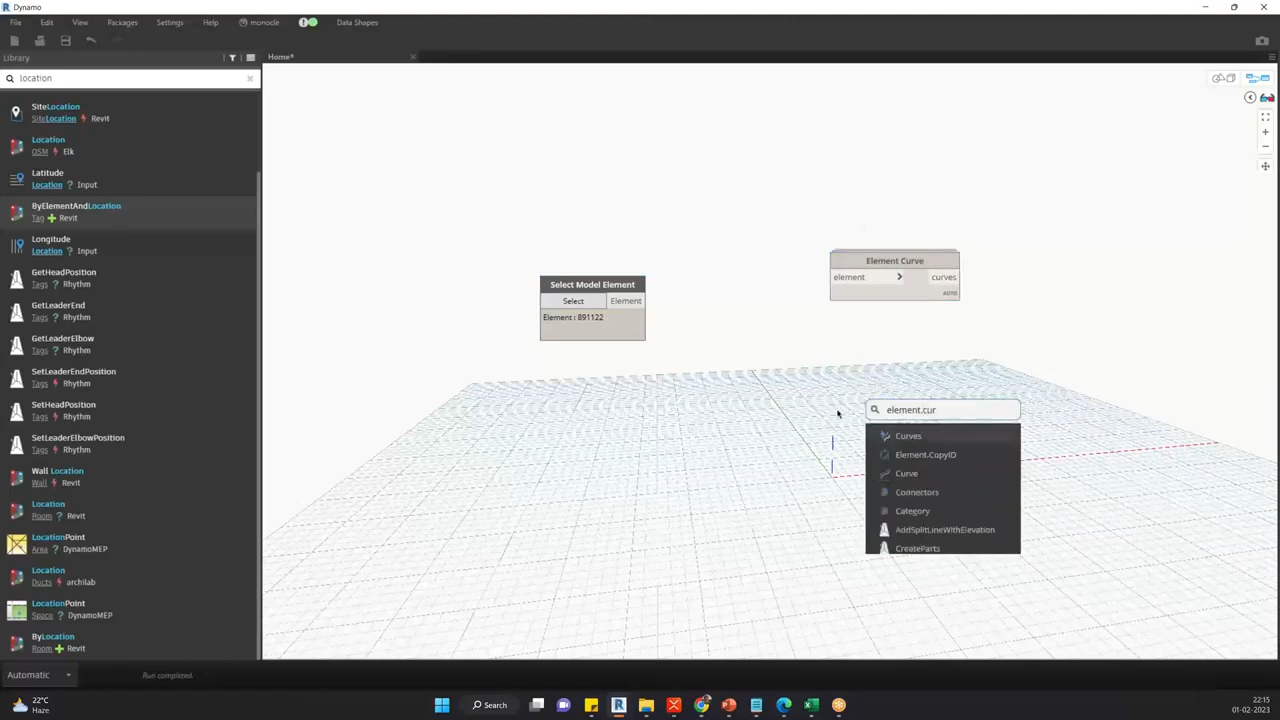 Dynamo
File Edit View Packages Settings Help monocle Data Shapes
Library
Home*
location
SiteLocation
SiteLocation Revit
Location
OSM Elk
Latitude
Location ? Input
ByElementAndLocation
Tag Revit
Longitude
Location ? Input
GetHeadPosition
Tags ? Rhythm
GetLeaderEnd
Tags ? Rhythm
GetLeaderElbow
Tags ? Rhythm
SetLeaderEndPosition
Tags Rhythm
SetHeadPosition
Tags Rhythm
SetLeaderElbowPosition
Tags Rhythm
Wall Location
Wall Revit
Location
Room ? Revit
LocationPoint
Area ? DynamoMEP
Location
Ducts archilab
LocationPoint
Space ? DynamoMEP
ByLocation
Room Revit
Select Model Element
Select Element
Element : 891122
Element Curve
element > curves
AUTO
element.cur
Curves
Element.CopyID
Curve
Connectors
Category
AddSplitLineWithElevation
CreateParts
Automatic Run completed.
22°C
Haze
Search
22:15
01-02-2023